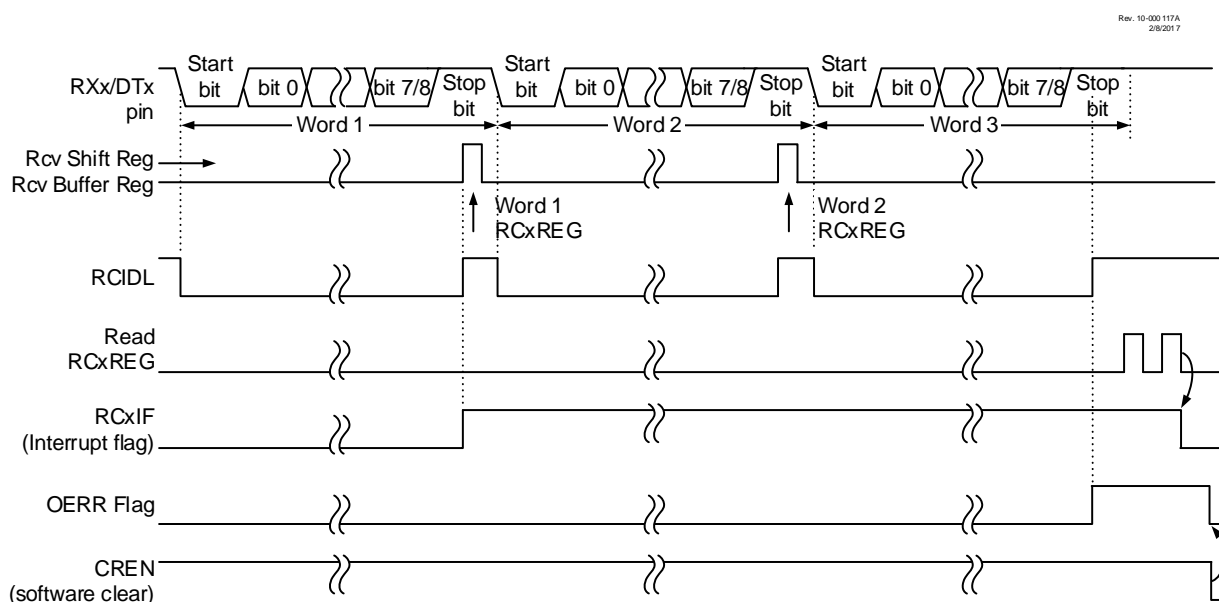 Rev. 10-000 117A
2/8/2017
RXx/DTx
pin
Start
bit
bit 0
bit 7/8
Stop
bit
Start
bit
bit 0
bit 7/8
Stop
bit
Start
bit
bit 0
bit 7/8
Stop
bit
Word 1
Word 2
Word 3
Rcv Shift Reg
Rcv Buffer Reg
Word 1
RCxREG
Word 2
RCxREG
RCIDL
Read
RCxREG
RCxIF
(Interrupt flag)
OERR Flag
CREN
(software clear)